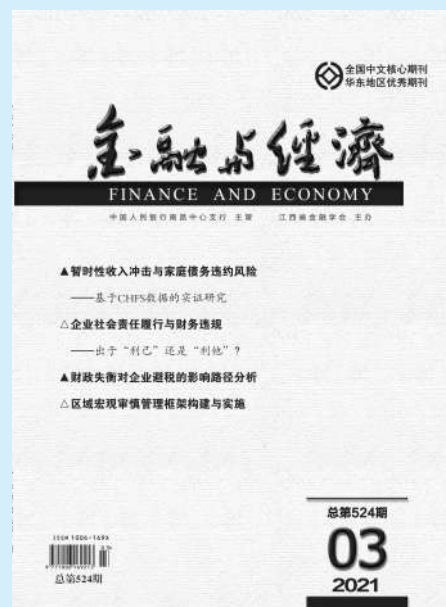 全国中文核心期刊
华东地区优秀期刊
金融与經濟
FINANCE AND ECONOMY
中国人民银行南昌中心支行 主管 江西省金融学会 主办
▲暂时性收入冲击与家庭债务违约风险
——基于CHFS数据的实证研究
△企业社会责任履行与财务违规
——出于“利己”还是“利他”?
▲财政失衡对企业避税的影响路径分析
△区域宏观审慎管理框架构建与实施
总第524期
03
2021
ISSN 1006-169X
总第524期